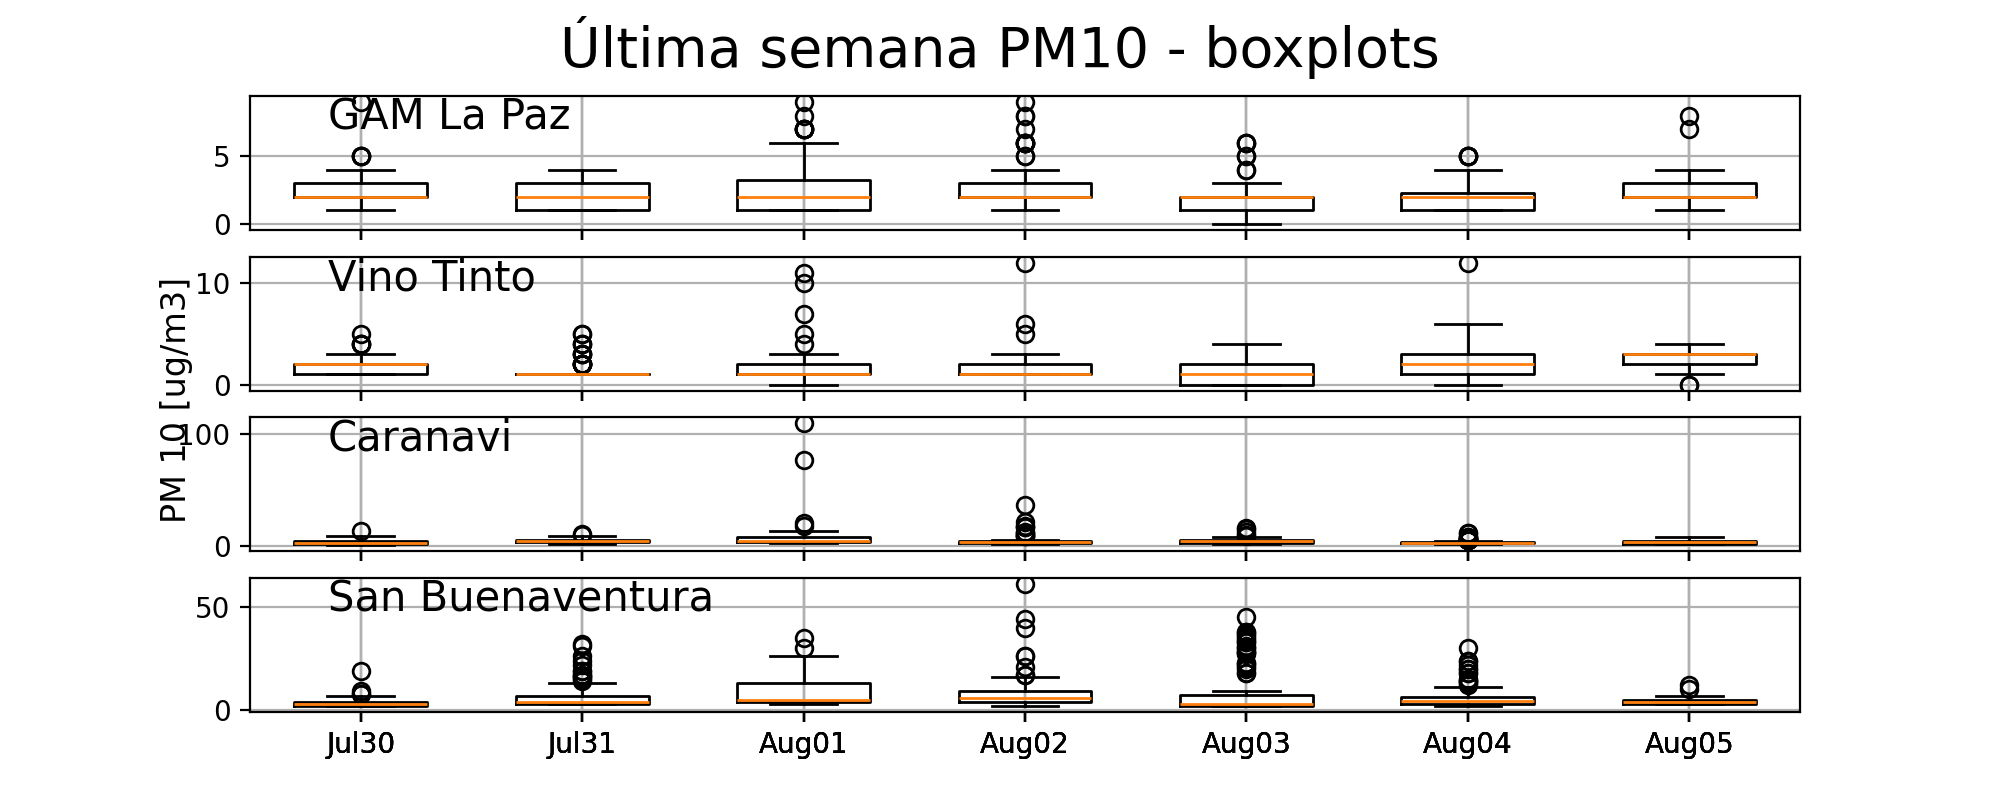 Última semana PM10 - boxplots
GAM La Paz
5
0
Vino Tinto
10
0
PM 10 [ug/m3]
Caranavi
100
0
San Buenaventura
50
0
Jul30 Jul31 Aug01 Aug02 Aug03 Aug04 Aug05